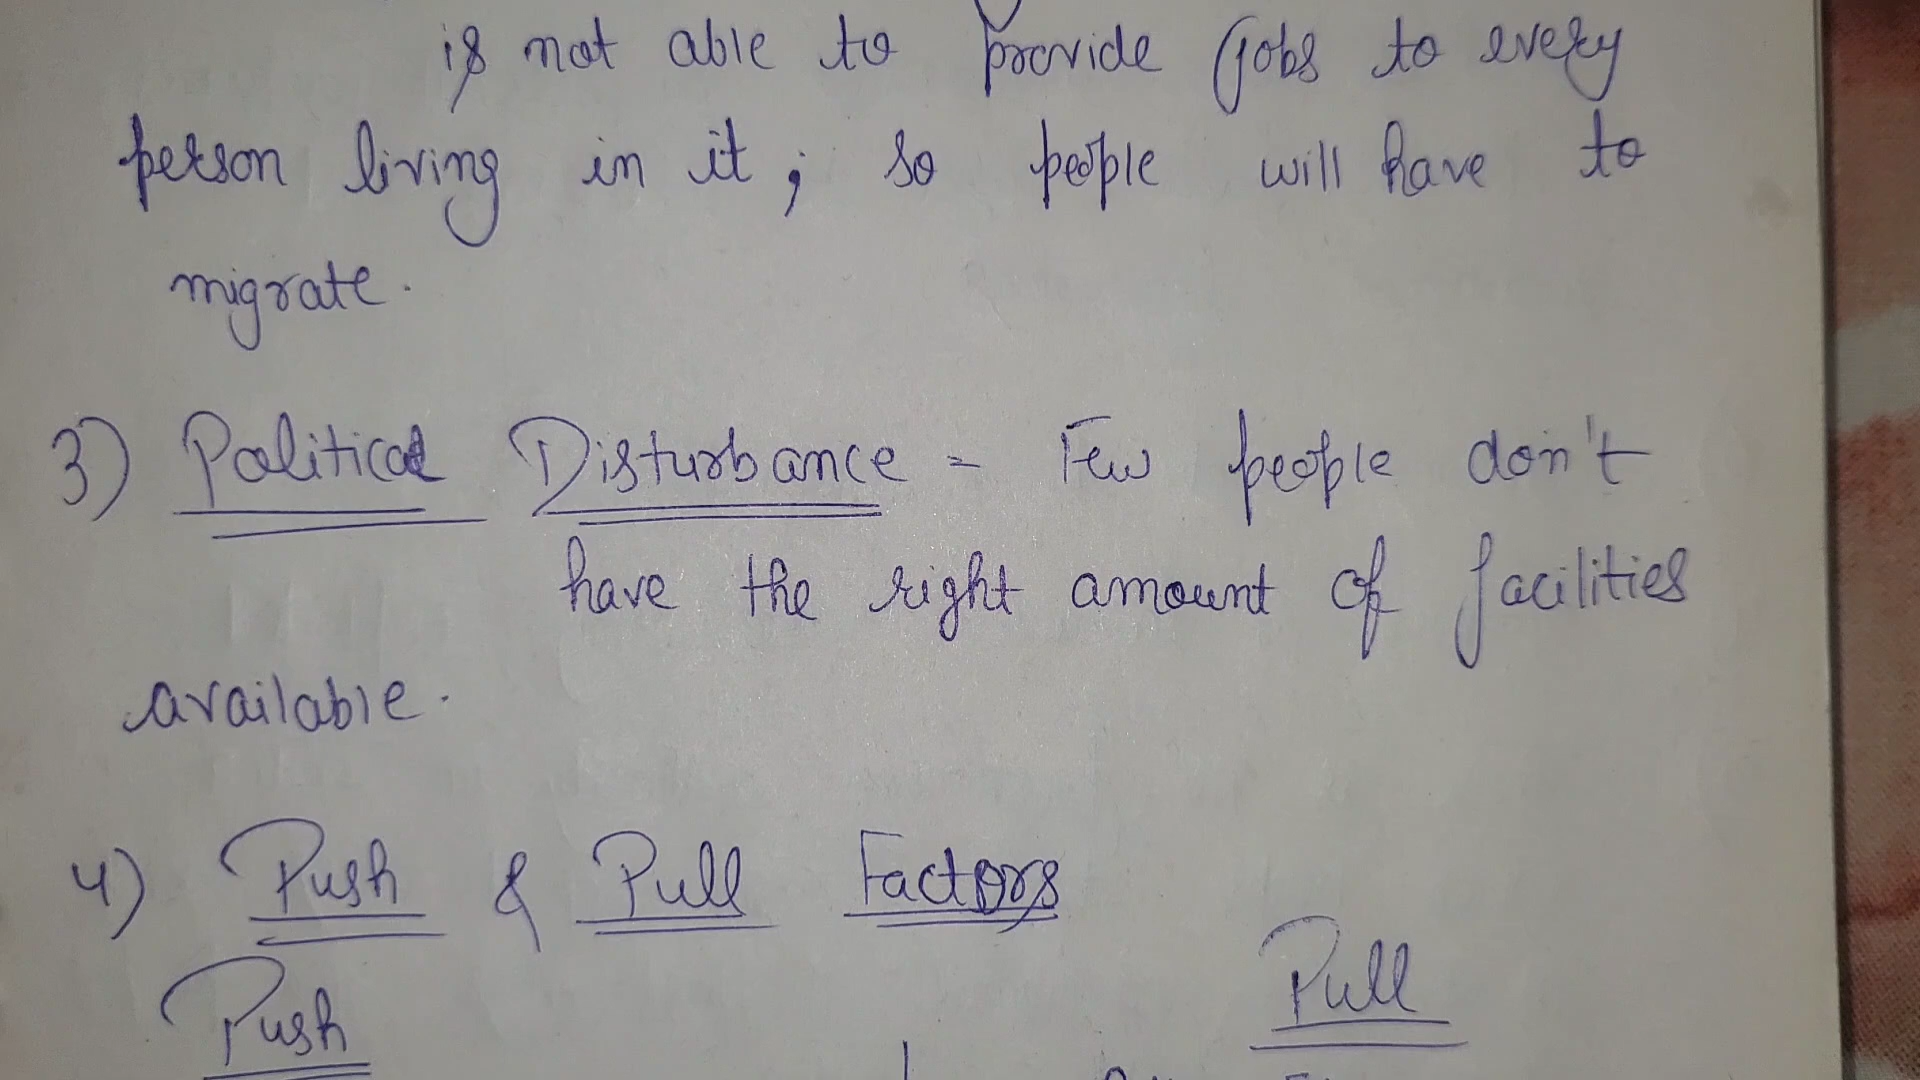 is not able to provide jobs to every
person living in it ; so people will have to
migrate.
3) Political Disturbance - Few people don't
have the right amount of facilities
available.
4) Push & Pull Factors
Push Pull